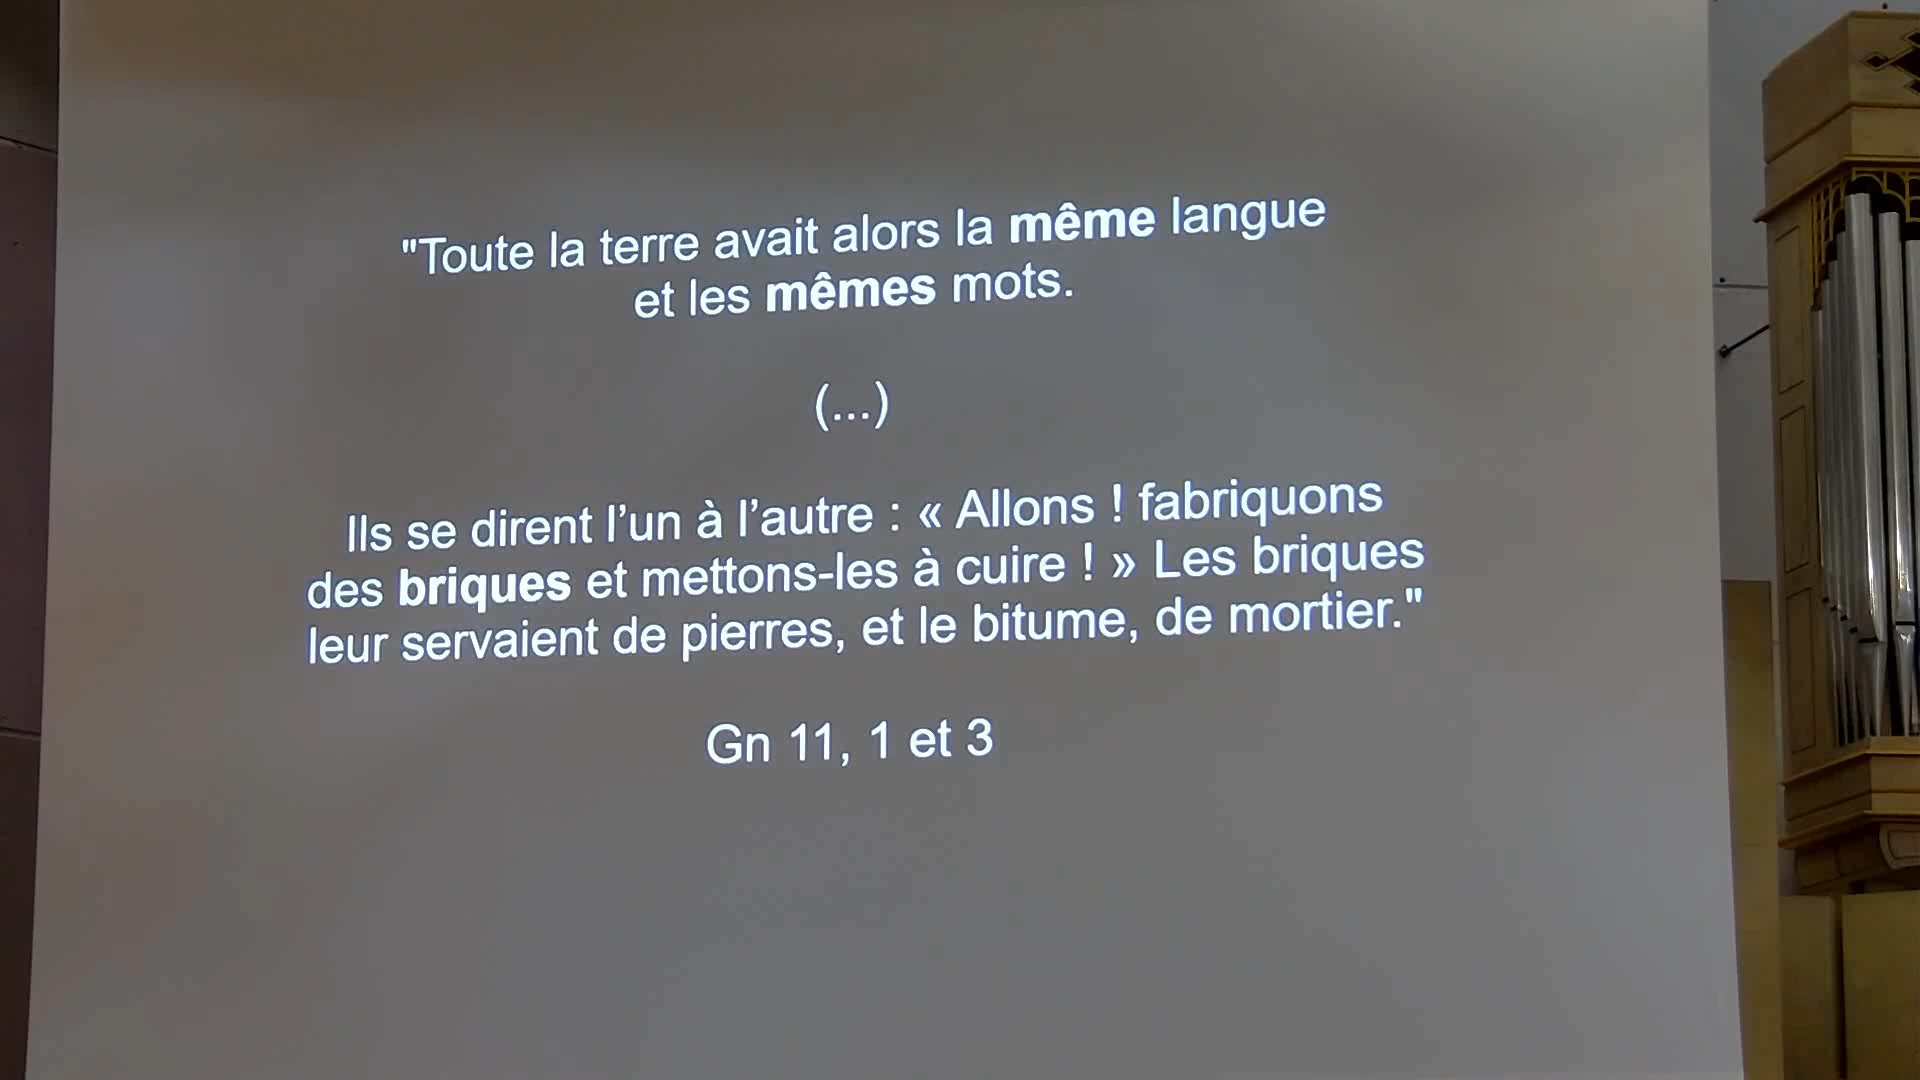 "Toute la terre avait alors la même langue
et les mêmes mots.
(...)
Ils se dirent l’un à l’autre : « Allons ! fabriquons
des briques et mettons-les à cuire ! » Les briques
leur servaient de pierres, et le bitume, de mortier."
Gn 11, 1 et 3